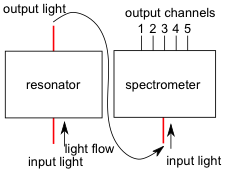 output light
output channels
1 2 3 4 5
resonator
spectrometer
light flow
input light
input light